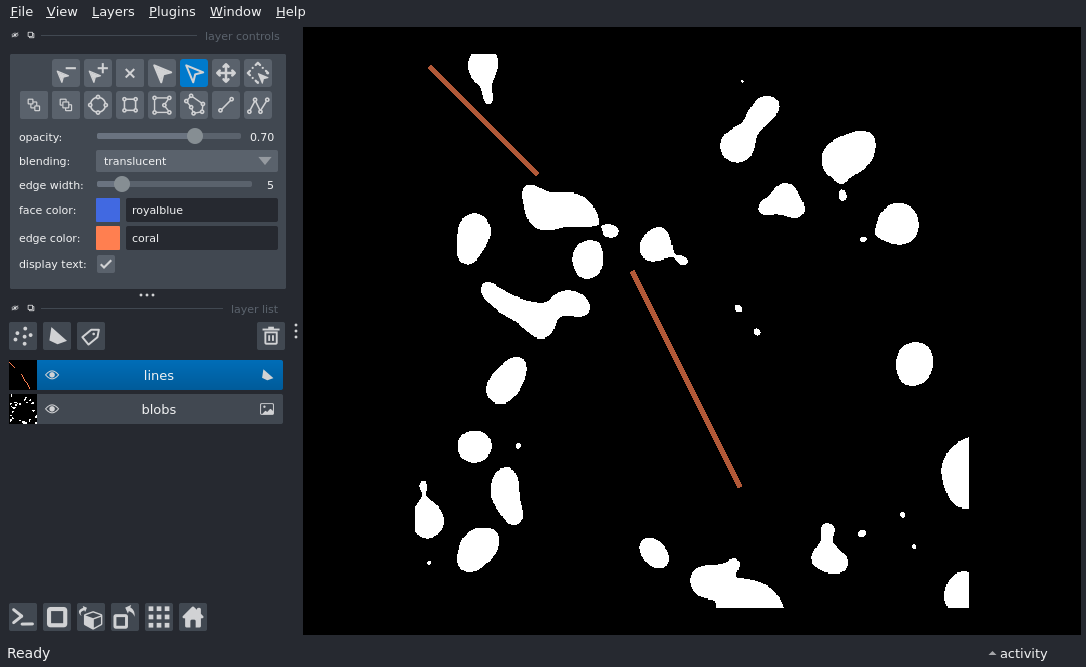 File View Layers Plugins Window Help
layer controls
opacity: 0.70
blending: translucent
edge width: 5
face color: royalblue
edge color: coral
display text:
layer list
lines
blobs
Ready
activity